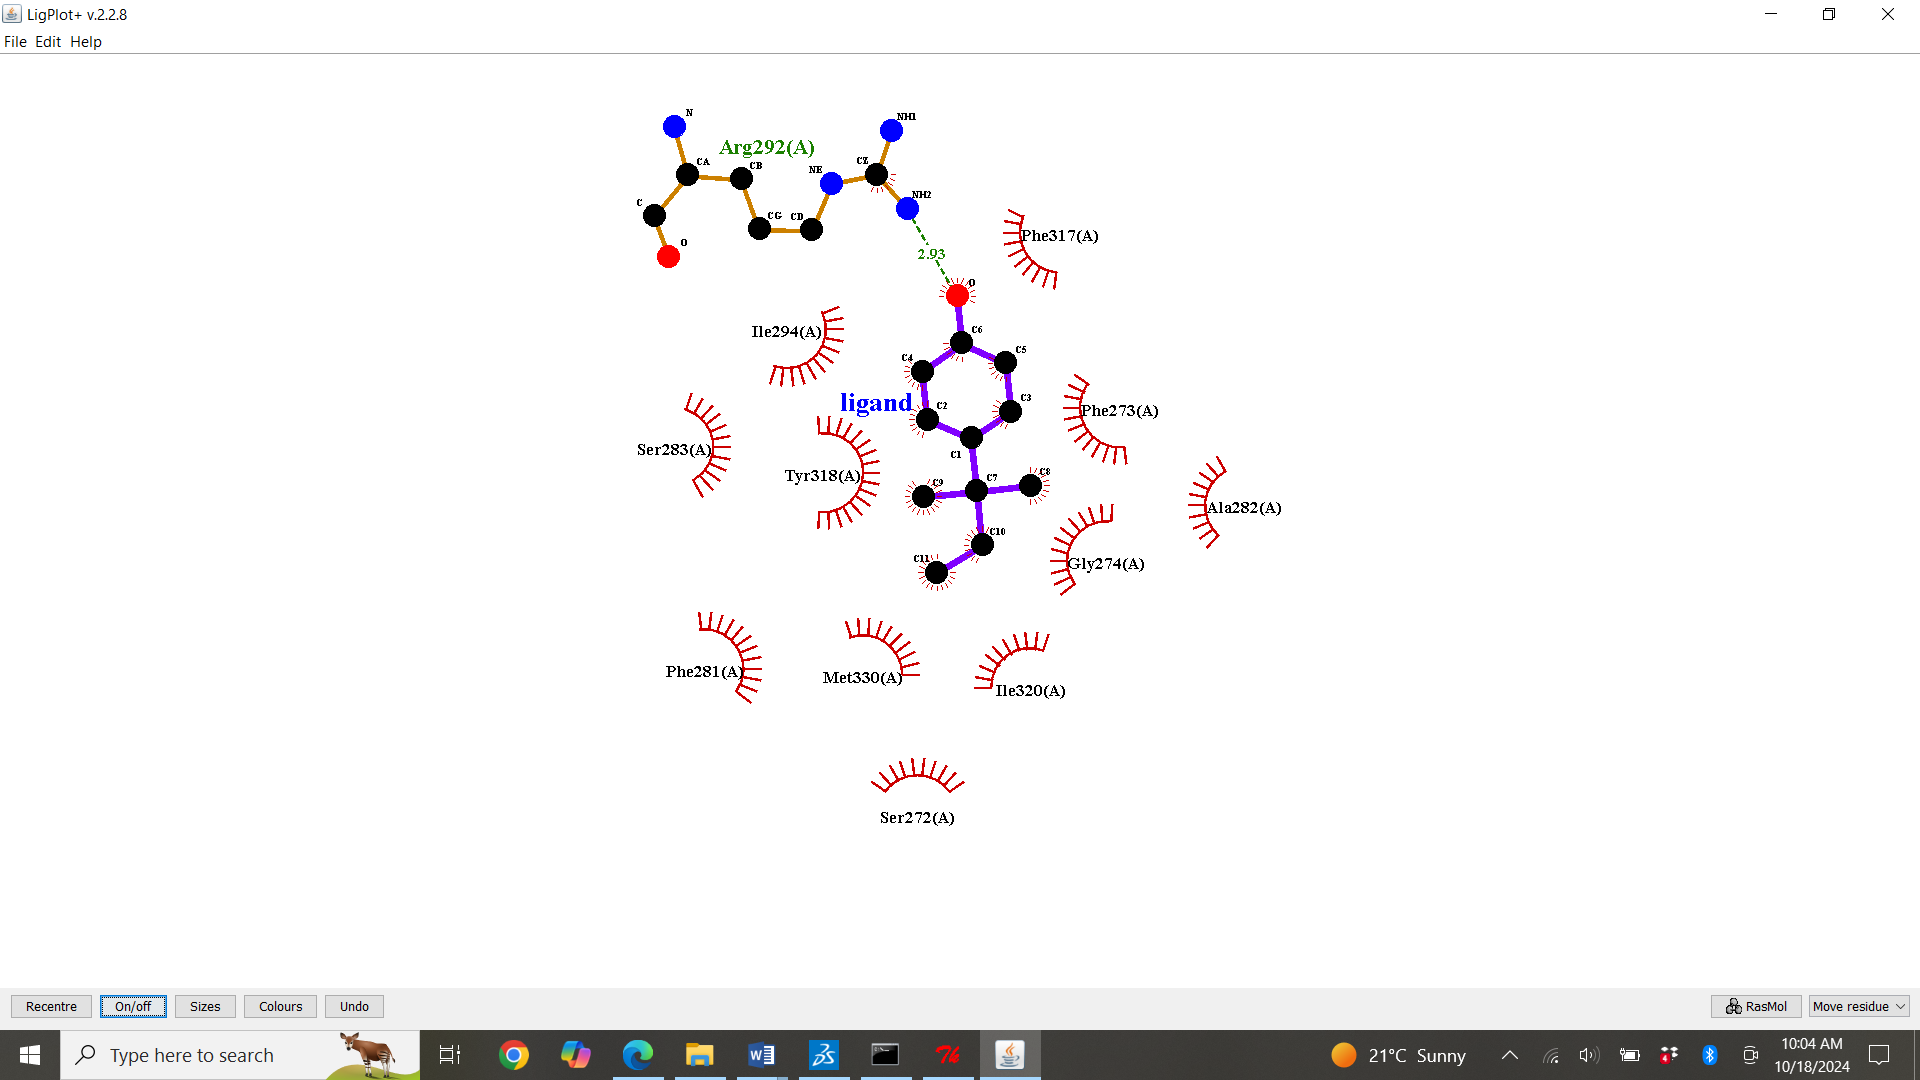 LigPlot+ v.2.2.8
File Edit Help
N
NH1
Arg292(A)
CA
CB
NE
CZ
NH2
C
CG
CD
O
2.93
Phe317(A)
O
Ile294(A)
C6
C4
C5
ligand
C2
C3
Phe273(A)
Ser283(A)
C1
Tyr318(A)
C9
C7
C8
Ala282(A)
C10
C11
Gly274(A)
Phe281(A)
Met330(A)
Ile320(A)
Ser272(A)
Recentre On/off Sizes Colours Undo RasMol Move residue
Type here to search
21°C Sunny
4
10:04 AM
10/18/2024